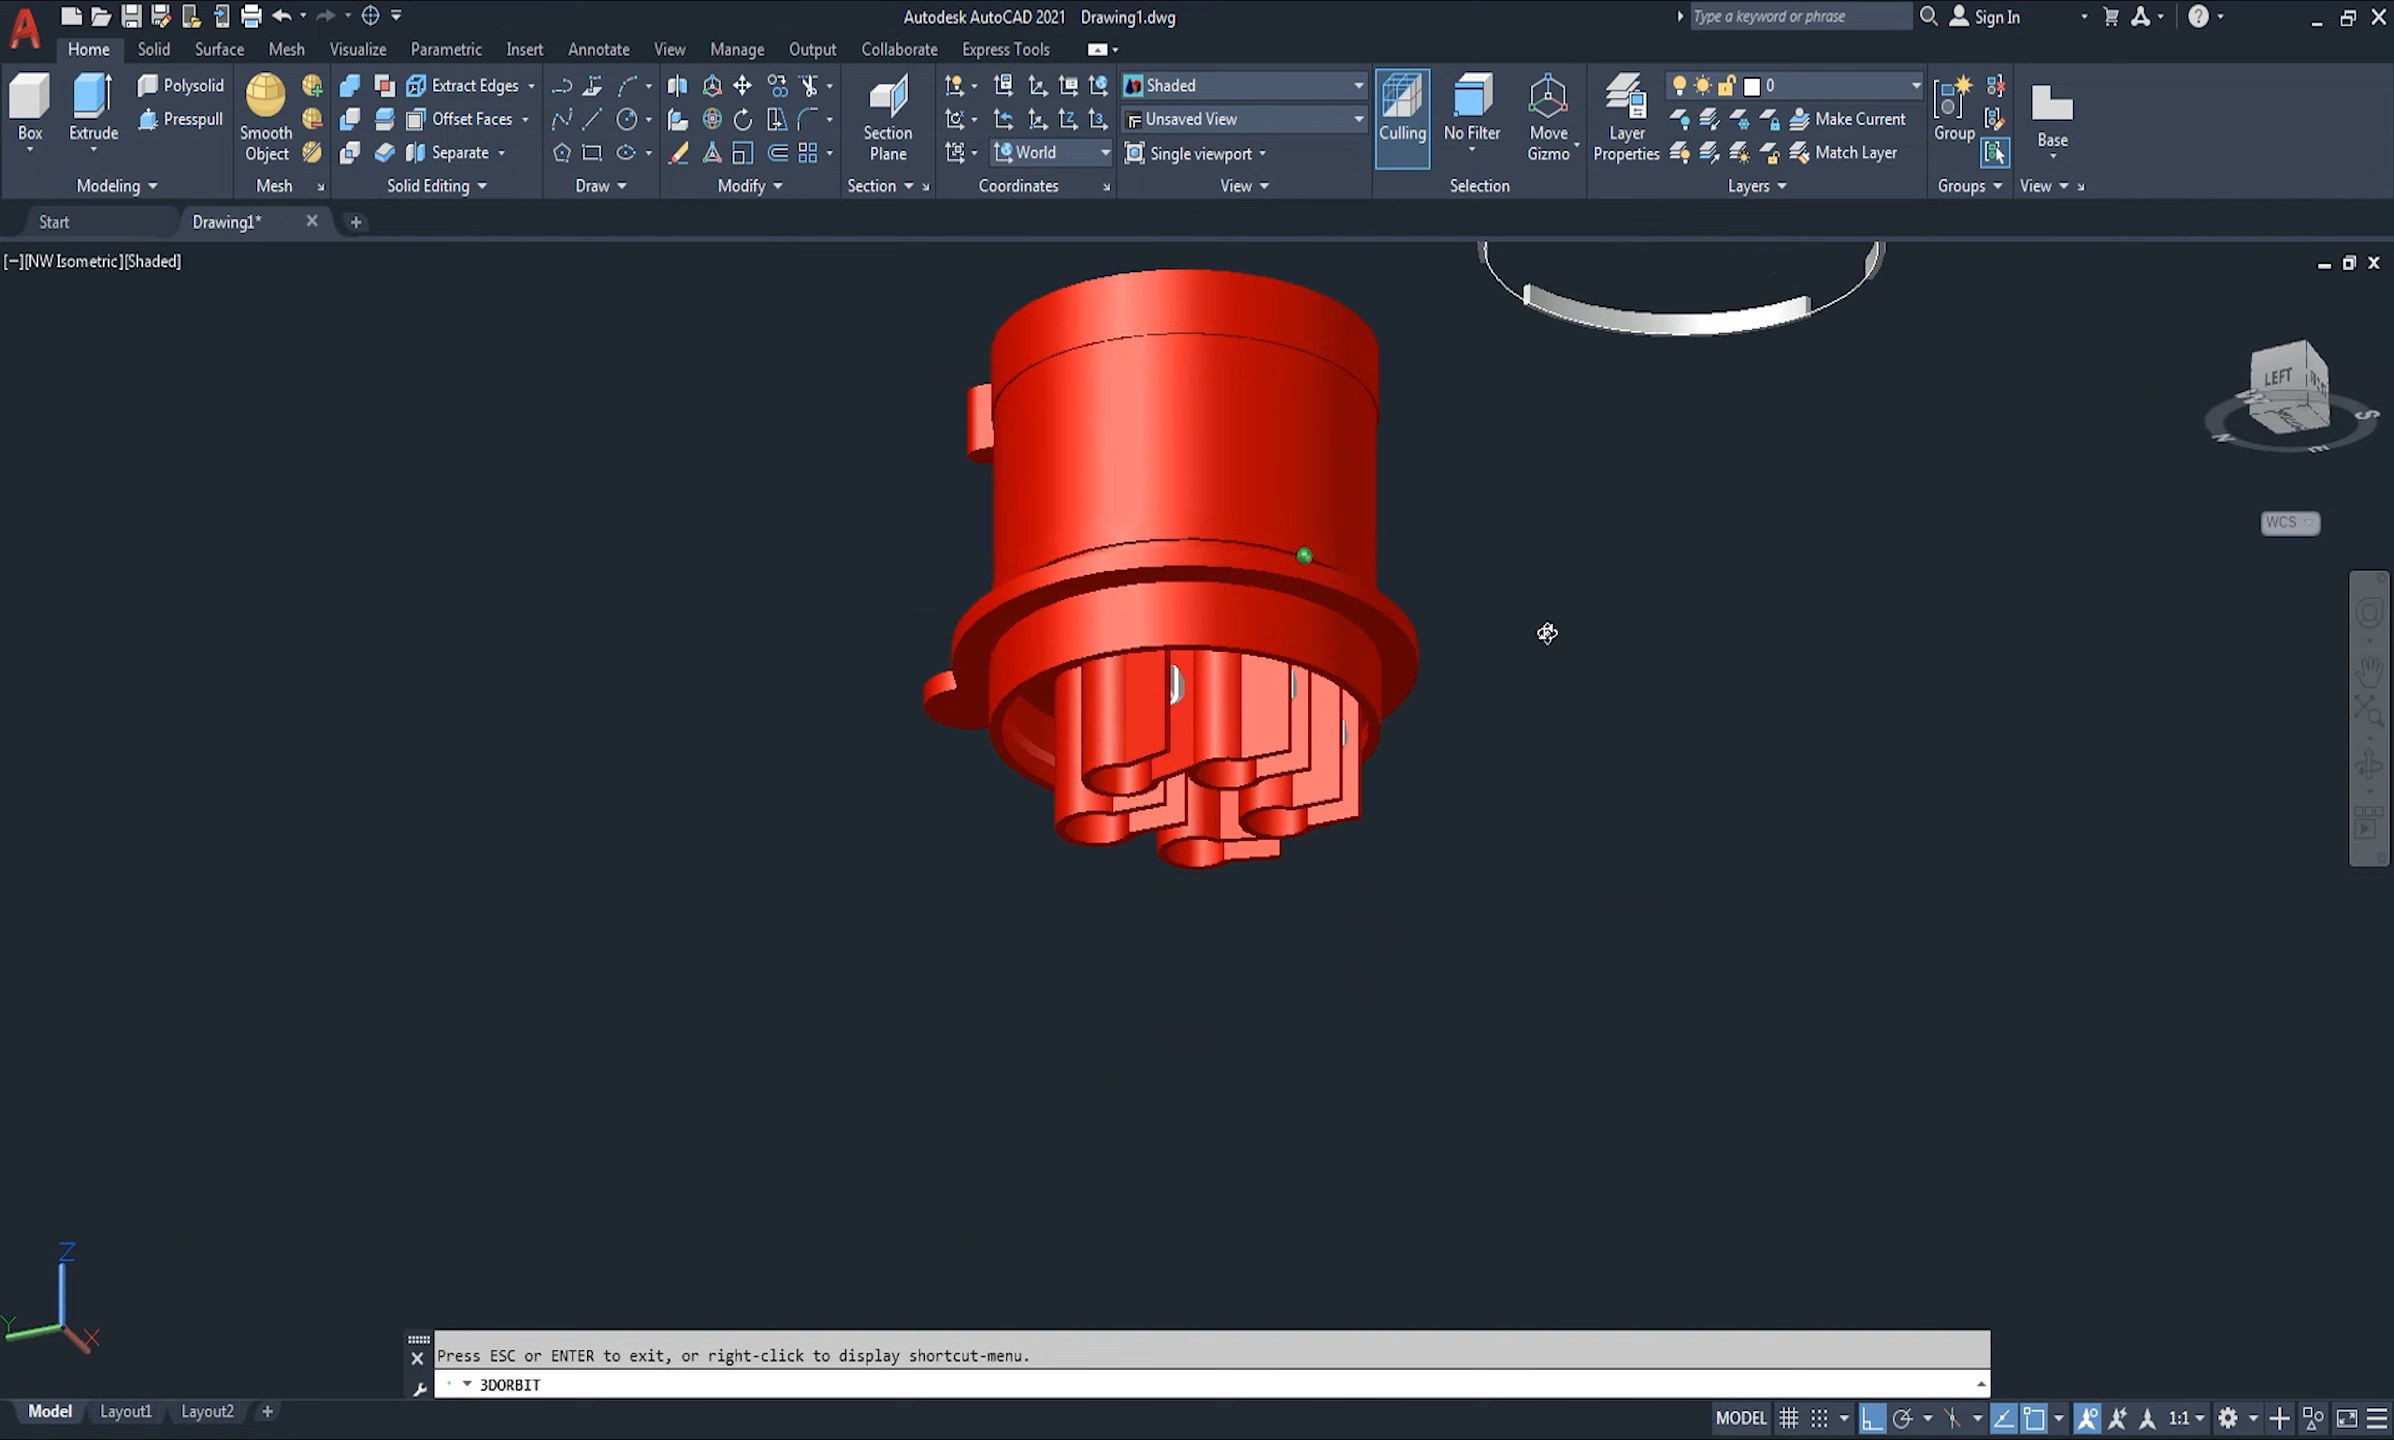 Autodesk AutoCAD 2021 Drawing1.dwg
Type a keyword or phrase
Sign In
Home Solid Surface Mesh Visualize Parametric Insert Annotate View Manage Output Collaborate Express Tools
Polysolid
Extract Edges
Shaded
0
Presspull
Offset Faces
Unsaved View
Make Current
Box Extrude
Smooth
Object
Separate
Section
Plane
World
Single viewport
Culling
No Filter
Move
Gizmo
Layer
Properties
Match Layer
Group
Base
Modeling Mesh Solid Editing Draw Modify Section Coordinates View Selection Layers Groups View
Start Drawing1*
[−][NW Isometric][Shaded]
LEFT
W
S
N
E
WCS
Z
Y
X
Press ESC or ENTER to exit, or right-click to display shortcut-menu.
3DORBIT
Model Layout1 Layout2
MODEL
1:1